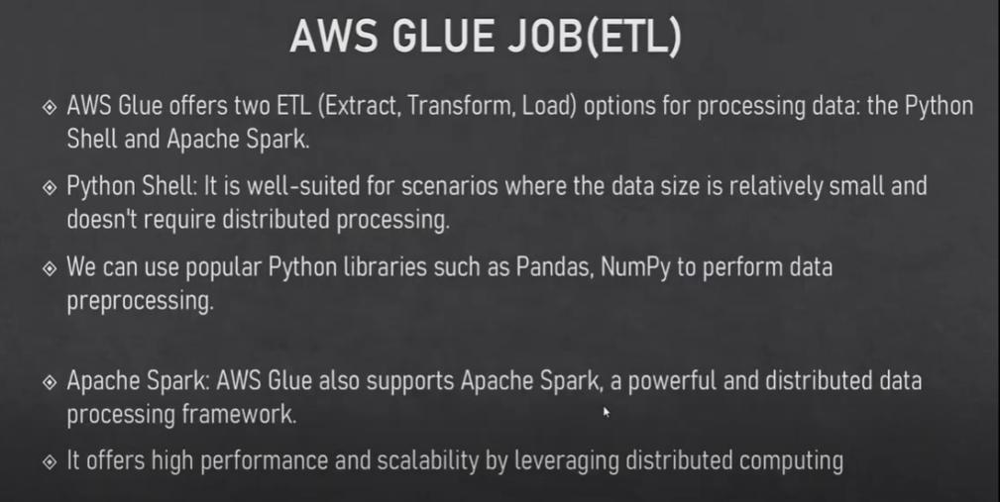 AWS GLUE JOB(ETL)
AWS Glue offers two ETL (Extract, Transform, Load) options for processing data: the Python
Shell and Apache Spark.
Python Shell: It is well-suited for scenarios where the data size is relatively small and
doesn't require distributed processing.
We can use popular Python libraries such as Pandas, NumPy to perform data
preprocessing.
Apache Spark: AWS Glue also supports Apache Spark, a powerful and distributed data
processing framework.
It offers high performance and scalability by leveraging distributed computing